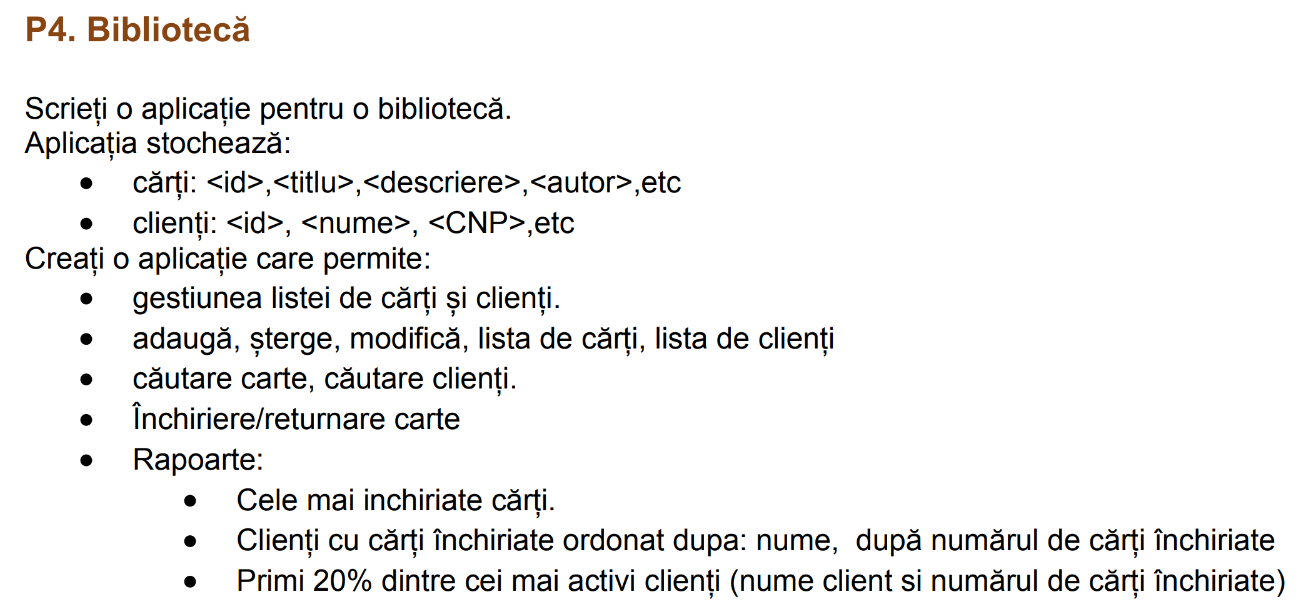 P4. Bibliotecă
Scrieți o aplicație pentru o bibliotecă.
Aplicația stochează:
• cărți: <id>,<titlu>,<descriere>,<autor>,etc
• clienți: <id>, <nume>, <CNP>,etc
Creați o aplicație care permite:
• gestiunea listei de cărți și clienți.
• adaugă, șterge, modifică, lista de cărți, lista de clienți
• căutare carte, căutare clienți.
• Închiriere/returnare carte
• Rapoarte:
• Cele mai inchiriate cărți.
• Clienți cu cărți închiriate ordonat dupa: nume,  după numărul de cărți închiriate
• Primi 20% dintre cei mai activi clienți (nume client si numărul de cărți închiriate)